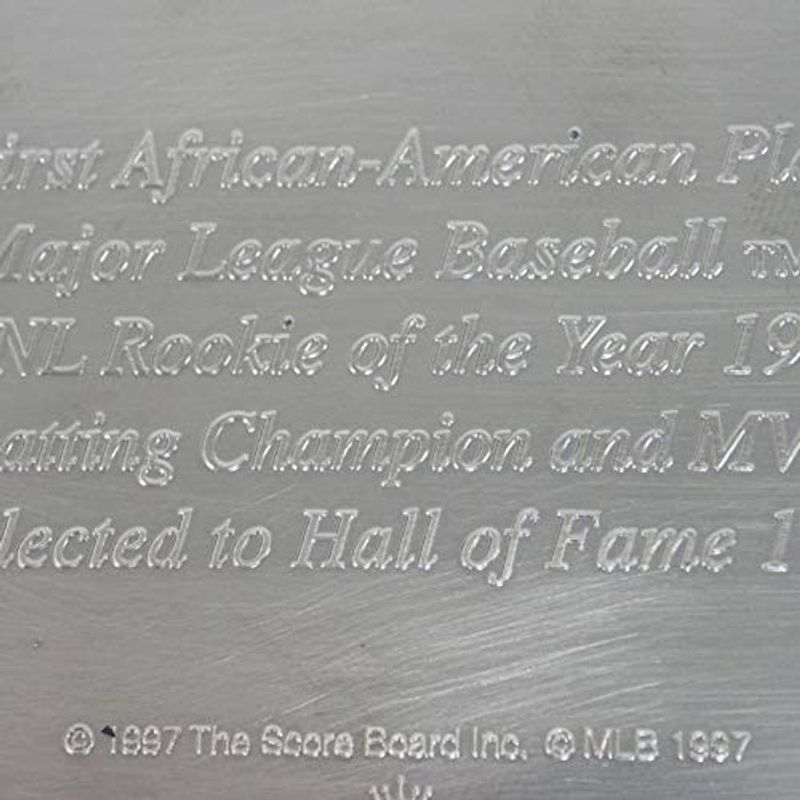 irst African-American Pla
Major League Baseball ™
NL Rookie of the Year 19
atting Champion and MV
lected to Hall of Fame 1
© 1997 The Score Board Inc. © MLB 1997